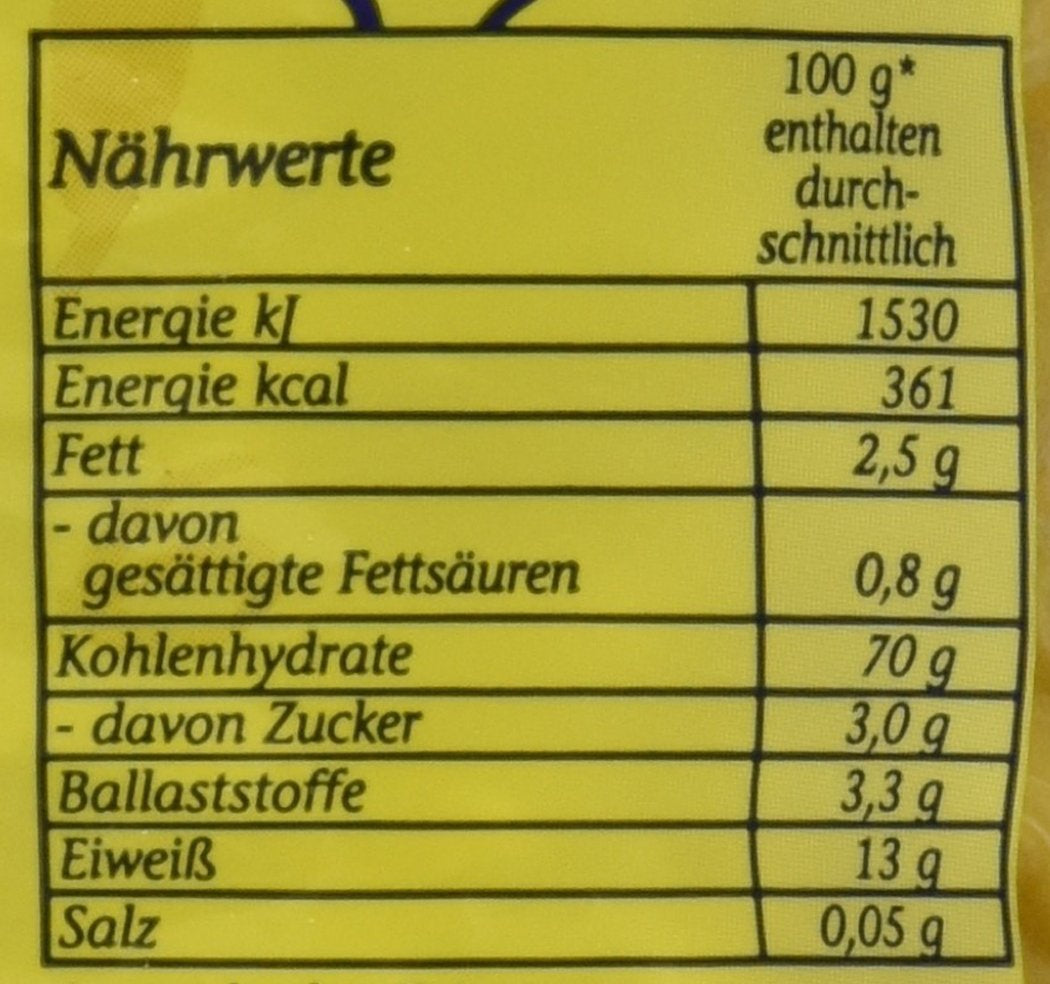 Nährwerte
100 g*
enthalten
durch-
schnittlich
Energie kJ 1530
Energie kcal 361
Fett 2,5 g
- davon
gesättigte Fettsäuren 0,8 g
Kohlenhydrate 70 g
- davon Zucker 3,0 g
Ballaststoffe 3,3 g
Eiweiß 13 g
Salz 0,05 g